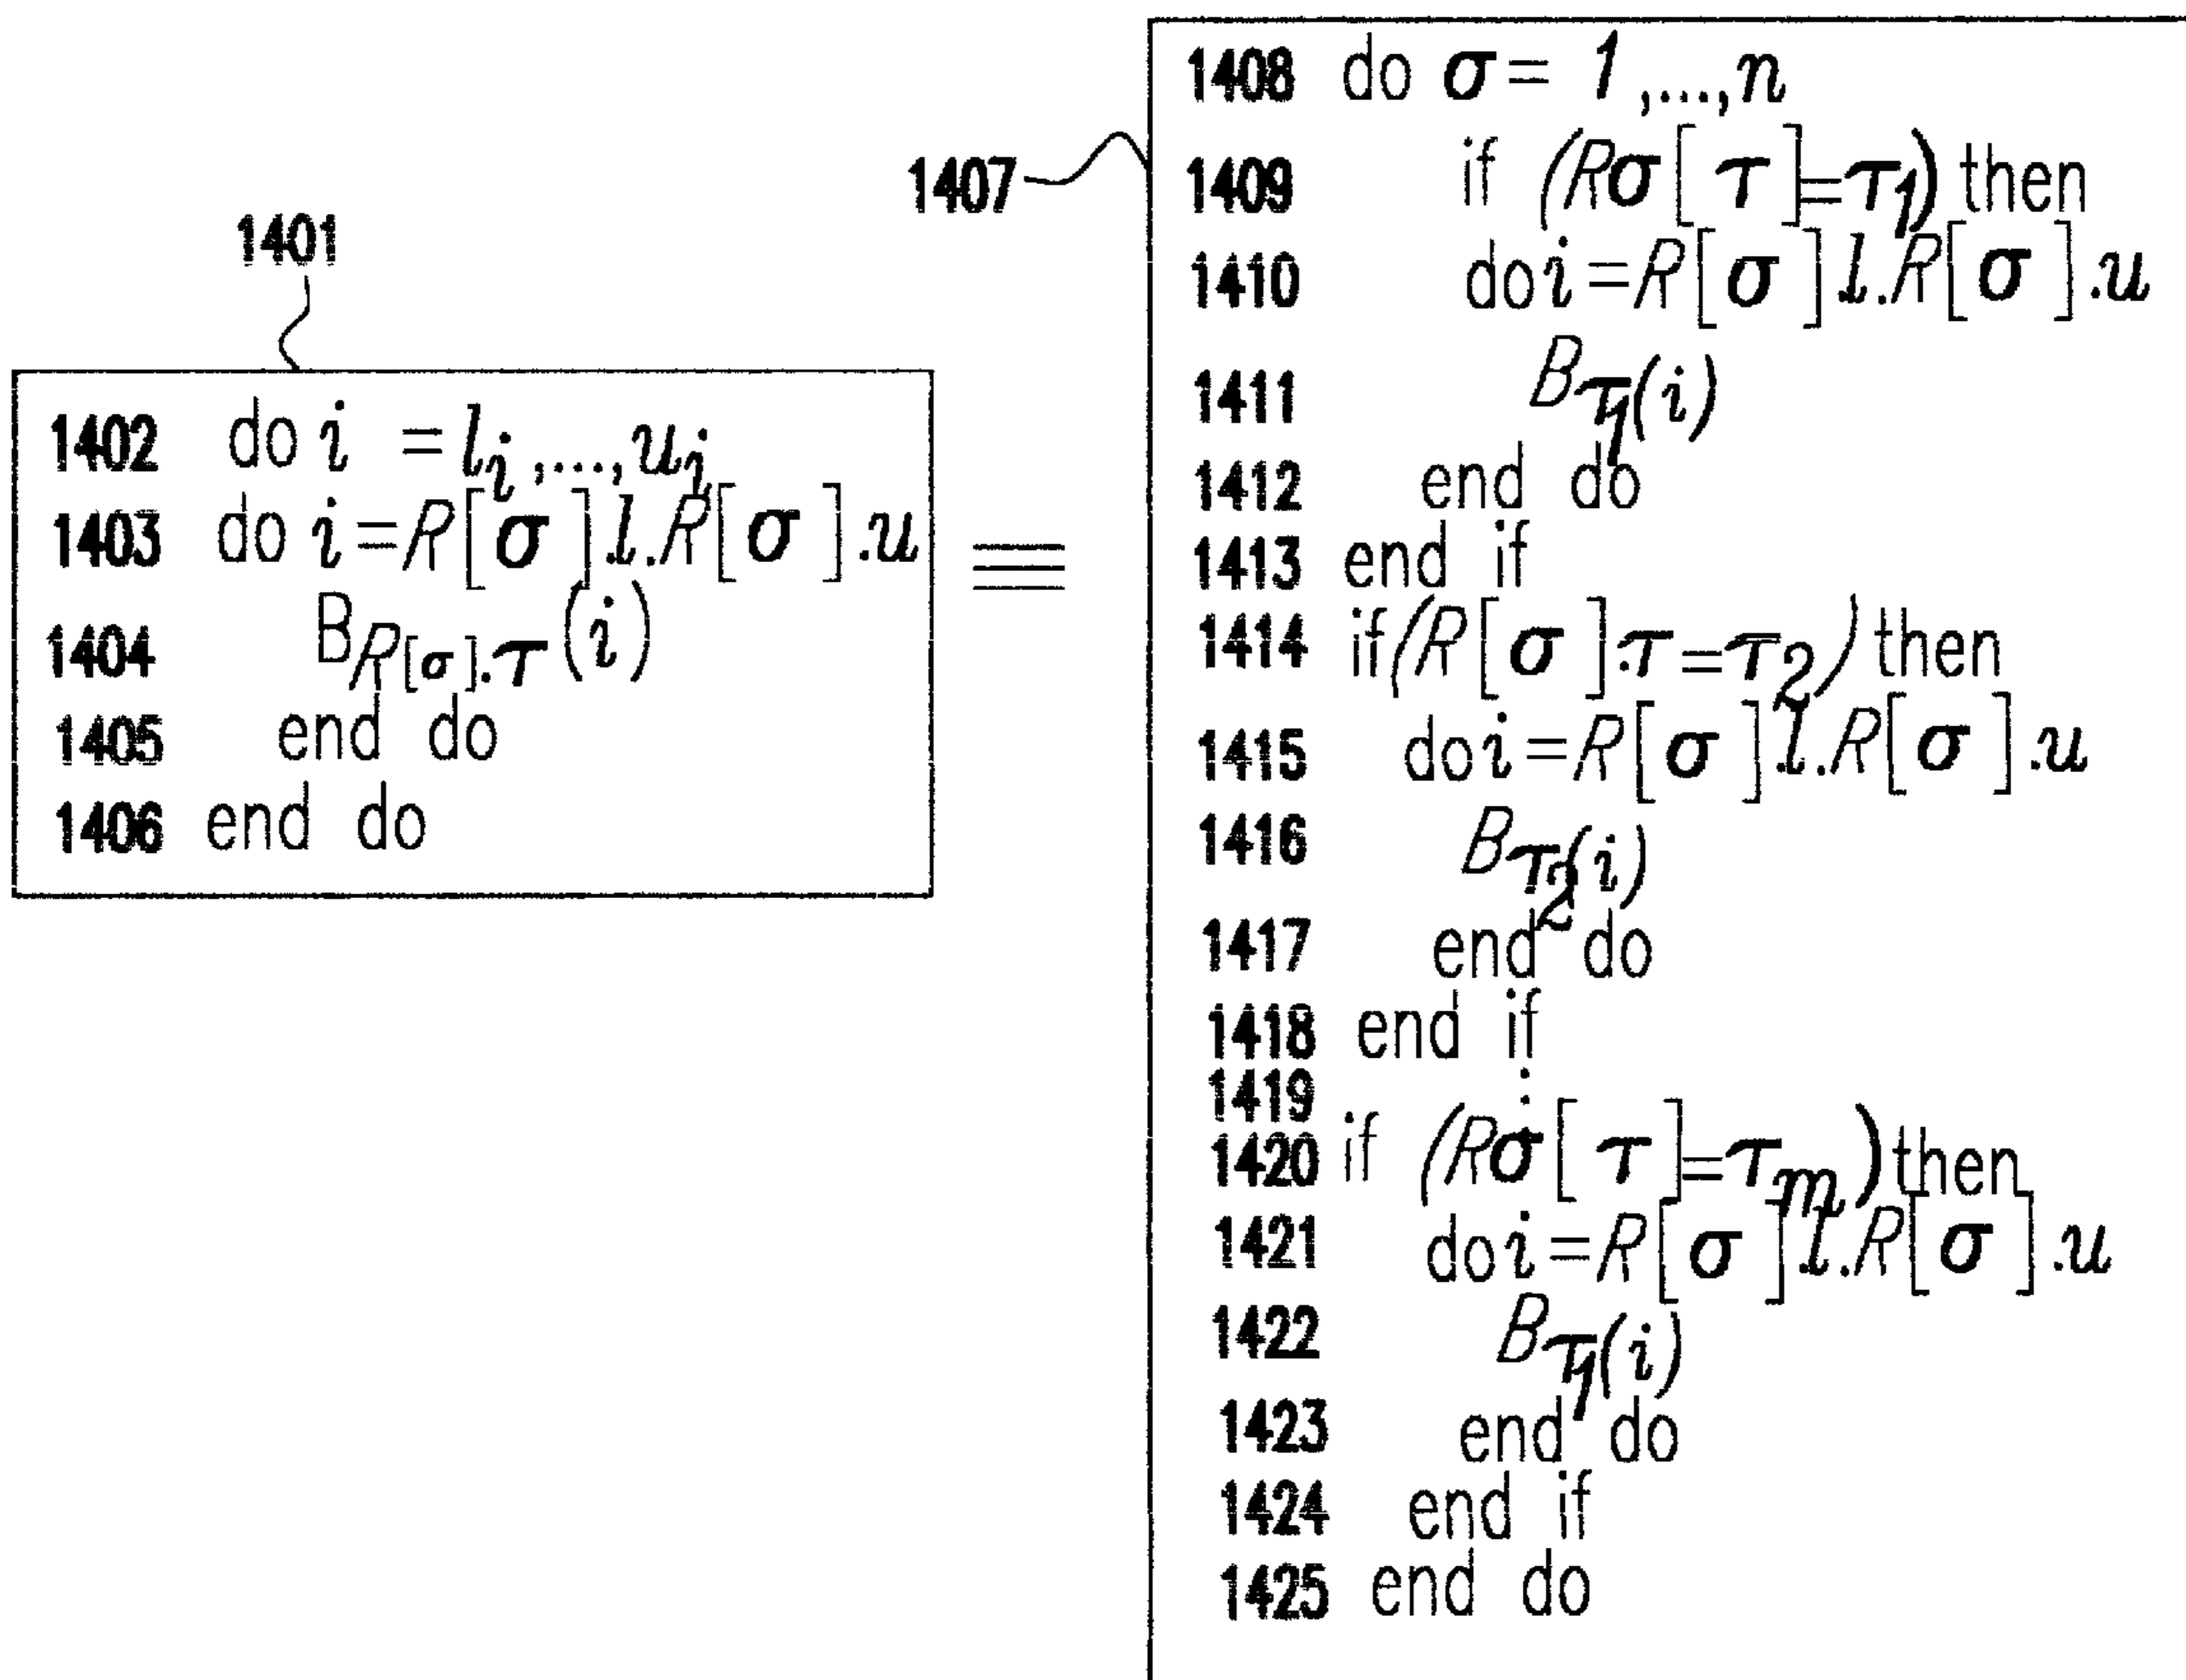 1401
1402 do i = l_i ,..., u_i
1403 do i = R[σ].l.R[σ].u
1404 B_R[σ].τ (i)
1405 end do
1406 end do
≡
1407
1408 do σ = 1 ,..., n
1409 if (Rσ[τ]=τ1) then
1410 do i = R[σ].l.R[σ].u
1411 Bτ1(i)
1412 end do
1413 end if
1414 if (R[σ].τ=τ2) then
1415 do i = R[σ].l.R[σ].u
1416 Bτ2(i)
1417 end do
1418 end if
1419 :
1420 if (Rσ[τ]=τm) then
1421 do i = R[σ].l.R[σ].u
1422 Bτ1(i)
1423 end do
1424 end if
1425 end do